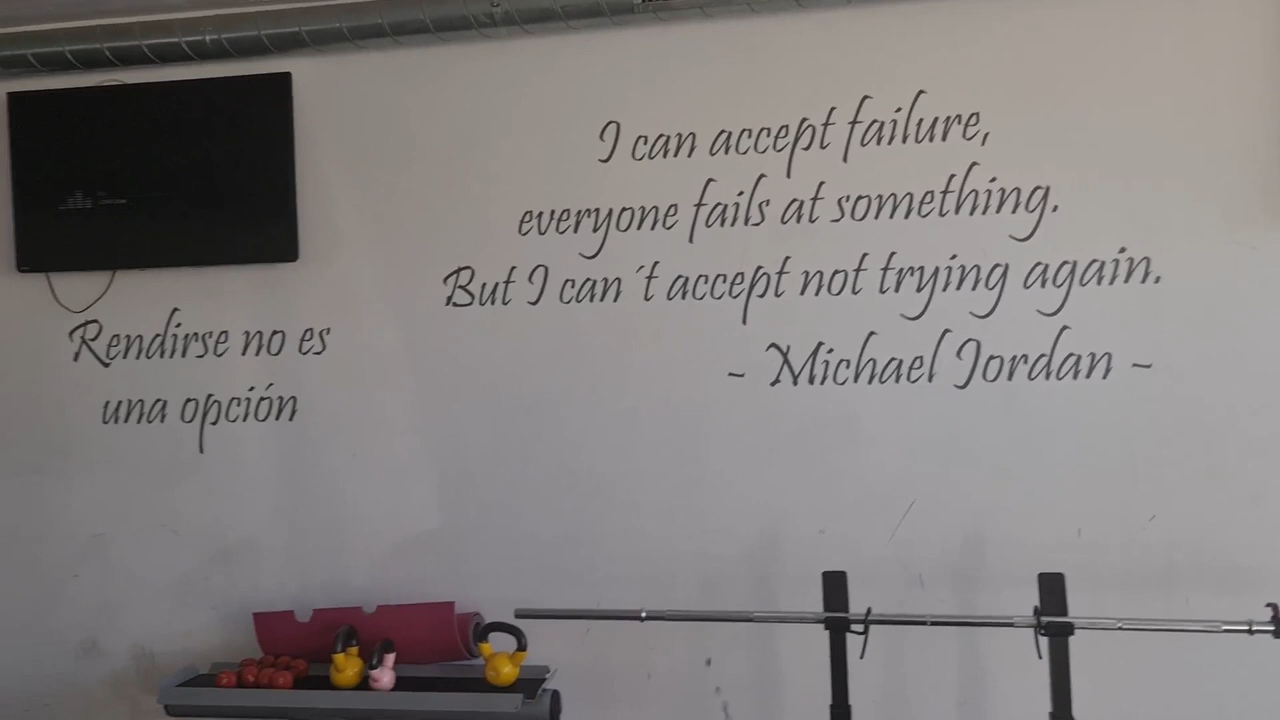 I can accept failure,
everyone fails at something.
But I can´t accept not trying again.
- Michael Jordan -
Rendirse no es
una opción